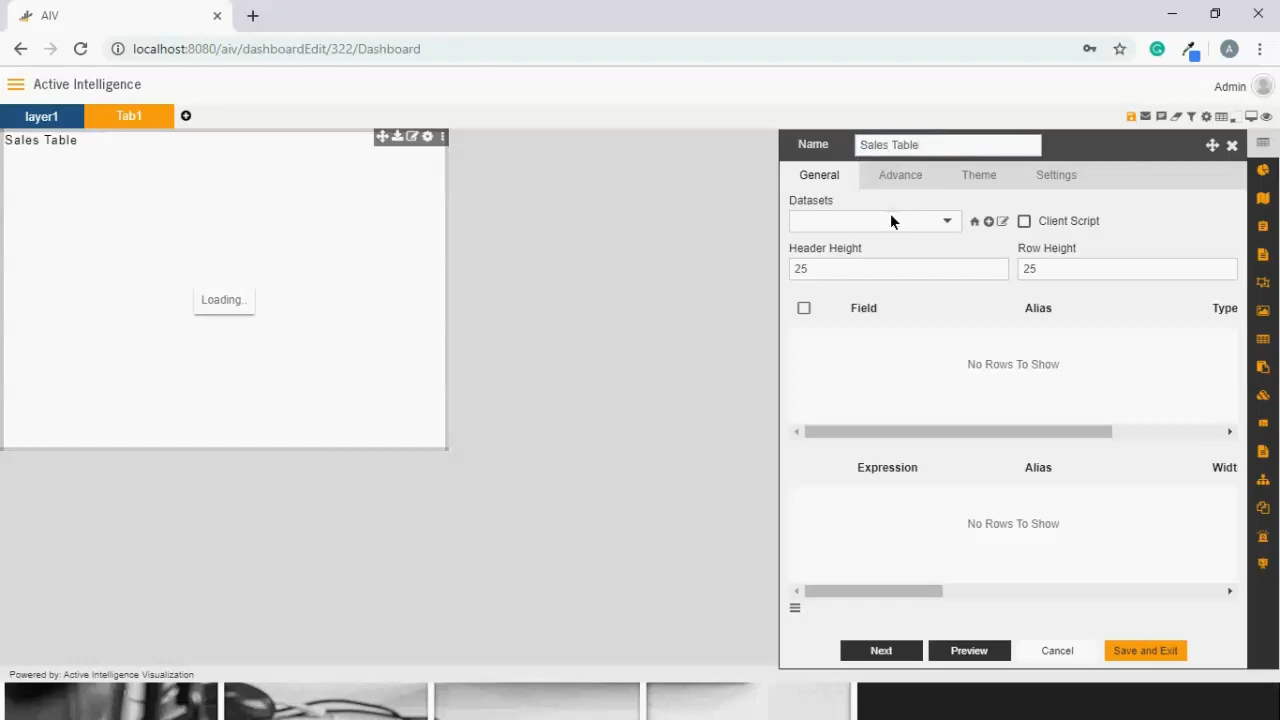 AIV
localhost:8080/aiv/dashboardEdit/322/Dashboard
A
Active Intelligence
Admin
layer1
Tab1
Sales Table
Loading..
Name
Sales Table
General
Advance
Theme
Settings
Datasets
Client Script
Header Height
Row Height
25
25
Field
Alias
Type
No Rows To Show
Expression
Alias
Widt
No Rows To Show
Next
Preview
Cancel
Save and Exit
Powered by: Active Intelligence Visualization